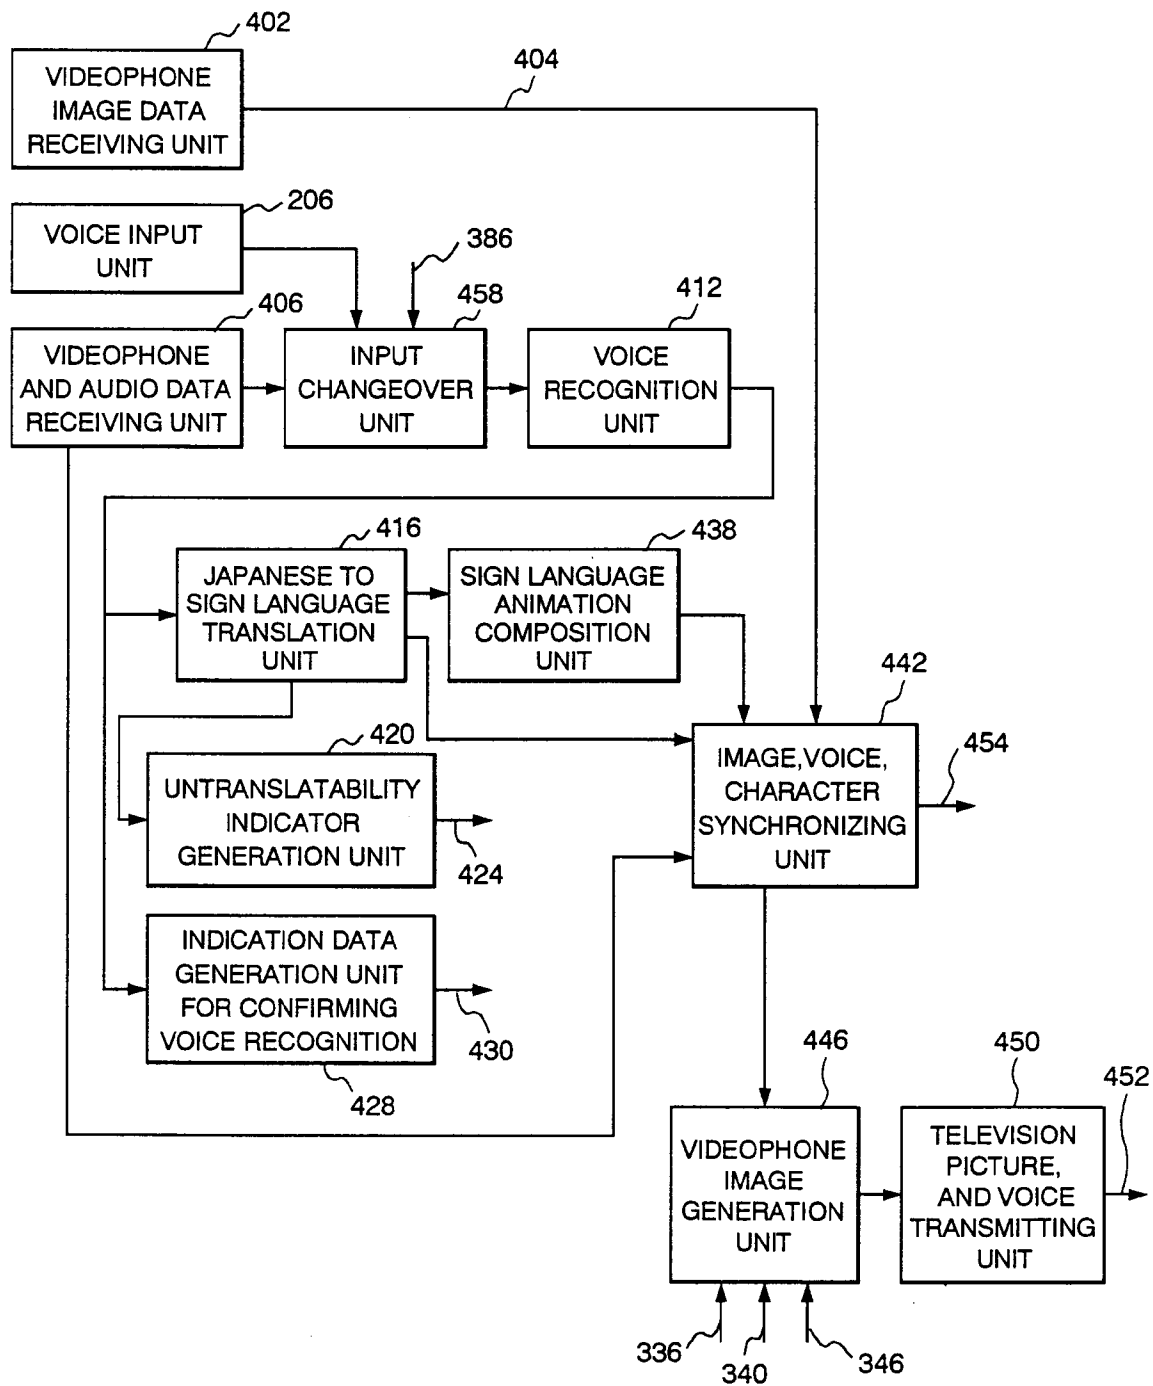 402
VIDEOPHONE
IMAGE DATA
RECEIVING UNIT
404
206
VOICE INPUT
UNIT
386
406
VIDEOPHONE
AND AUDIO DATA
RECEIVING UNIT
458
INPUT
CHANGEOVER
UNIT
412
VOICE
RECOGNITION
UNIT
416
JAPANESE TO
SIGN LANGUAGE
TRANSLATION
UNIT
438
SIGN LANGUAGE
ANIMATION
COMPOSITION
UNIT
442
IMAGE, VOICE,
CHARACTER
SYNCHRONIZING
UNIT
454
420
UNTRANSLATABILITY
INDICATOR
GENERATION UNIT
424
INDICATION DATA
GENERATION UNIT
FOR CONFIRMING
VOICE RECOGNITION
430
428
446
VIDEOPHONE
IMAGE
GENERATION
UNIT
450
TELEVISION
PICTURE,
AND VOICE
TRANSMITTING
UNIT
452
336
340
346